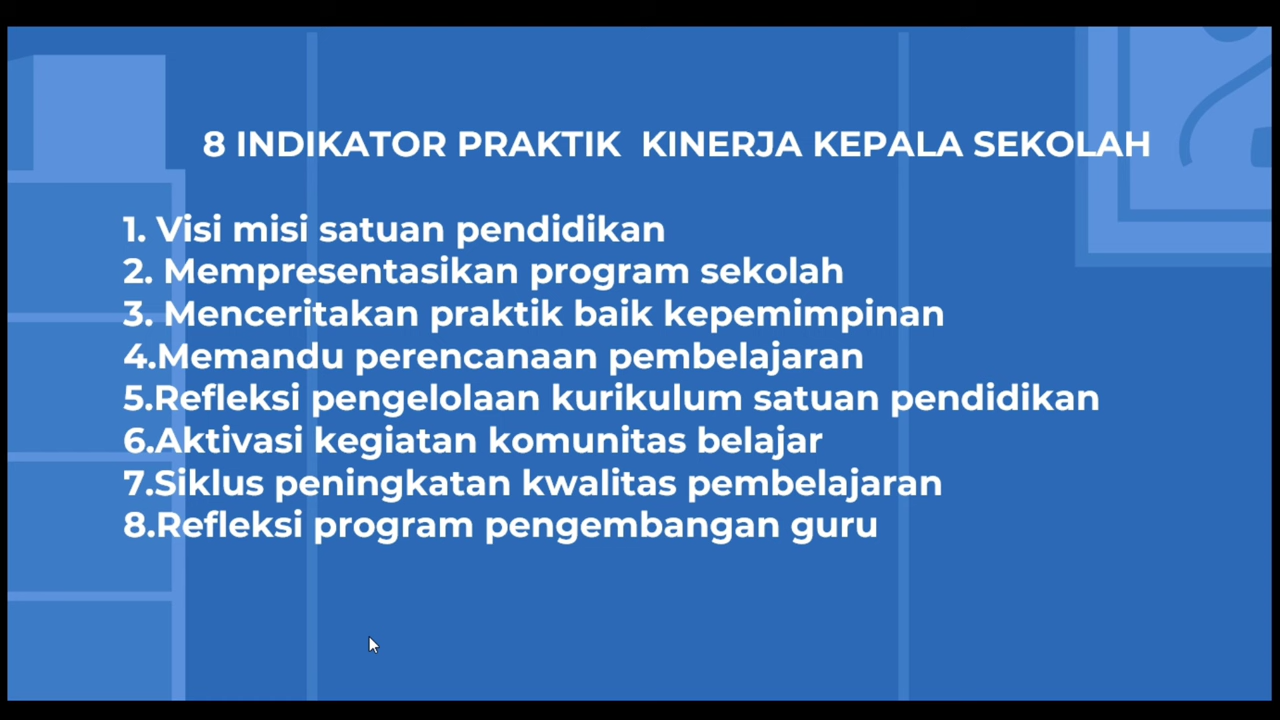 8 INDIKATOR PRAKTIK KINERJA KEPALA SEKOLAH
1. Visi misi satuan pendidikan
2. Mempresentasikan program sekolah
3. Menceritakan praktik baik kepemimpinan
4.Memandu perencanaan pembelajaran
5.Refleksi pengelolaan kurikulum satuan pendidikan
6.Aktivasi kegiatan komunitas belajar
7.Siklus peningkatan kwalitas pembelajaran
8.Refleksi program pengembangan guru